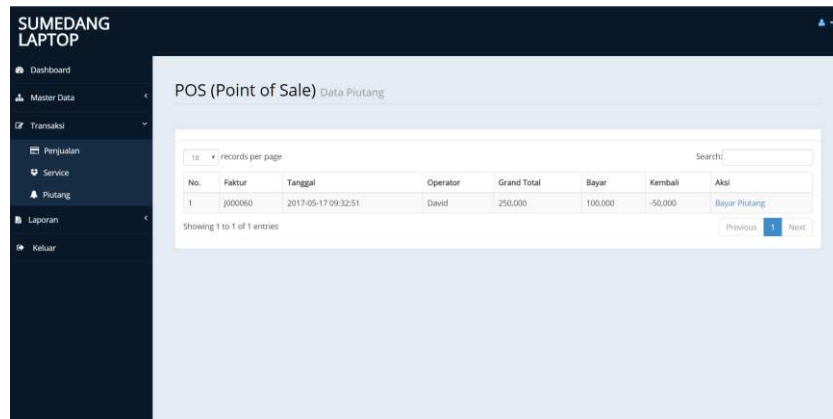 SUMEDANG
LAPTOP
Dashboard
Master Data
Transaksi
Penjualan
Service
Piutang
Laporan
Keluar
POS (Point of Sale) Data Piutang
10 records per page
Search:
No. Faktur Tanggal Operator Grand Total Bayar Kembali Aksi
1 J000060 2017-05-17 09:32:51 David 250,000 100,000 -50,000 Bayar Piutang
Showing 1 to 1 of 1 entries
Previous 1 Next